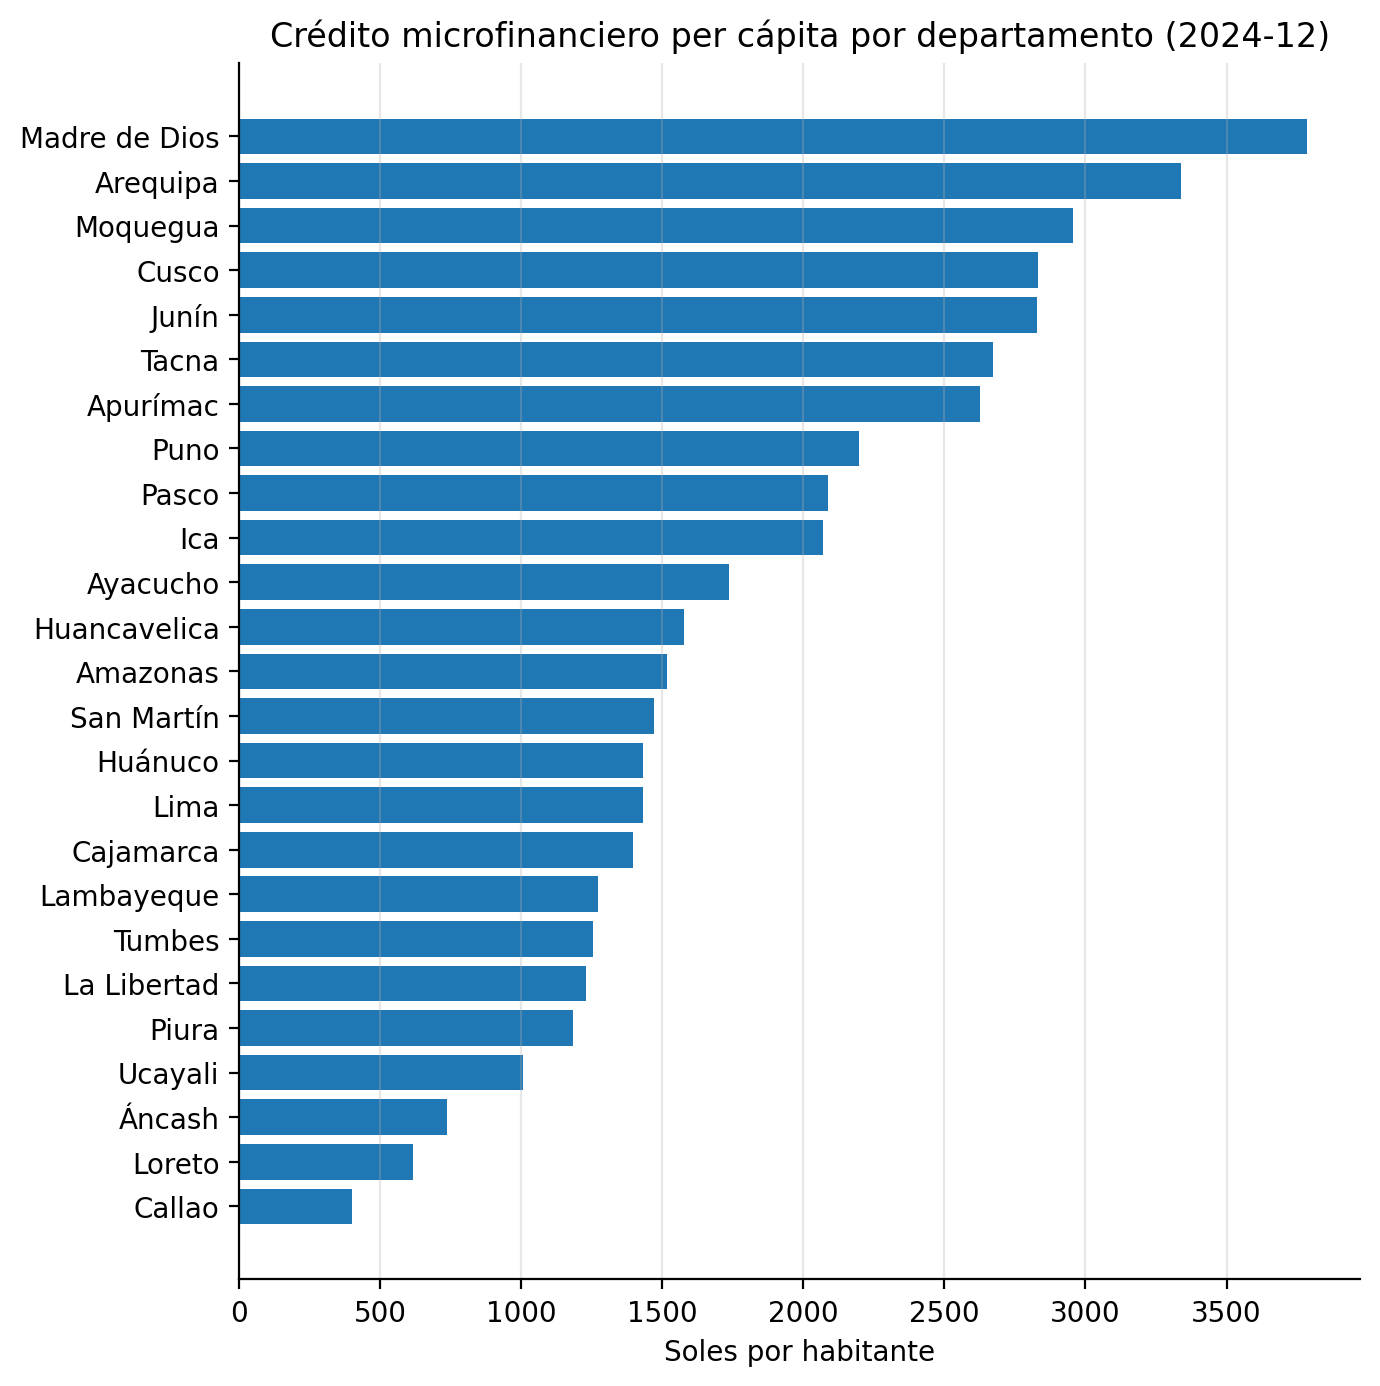 Crédito microfinanciero per cápita por departamento (2024-12)
Madre de Dios
Arequipa
Moquegua
Cusco
Junín
Tacna
Apurímac
Puno
Pasco
Ica
Ayacucho
Huancavelica
Amazonas
San Martín
Huánuco
Lima
Cajamarca
Lambayeque
Tumbes
La Libertad
Piura
Ucayali
Áncash
Loreto
Callao
0 500 1000 1500 2000 2500 3000 3500
Soles por habitante